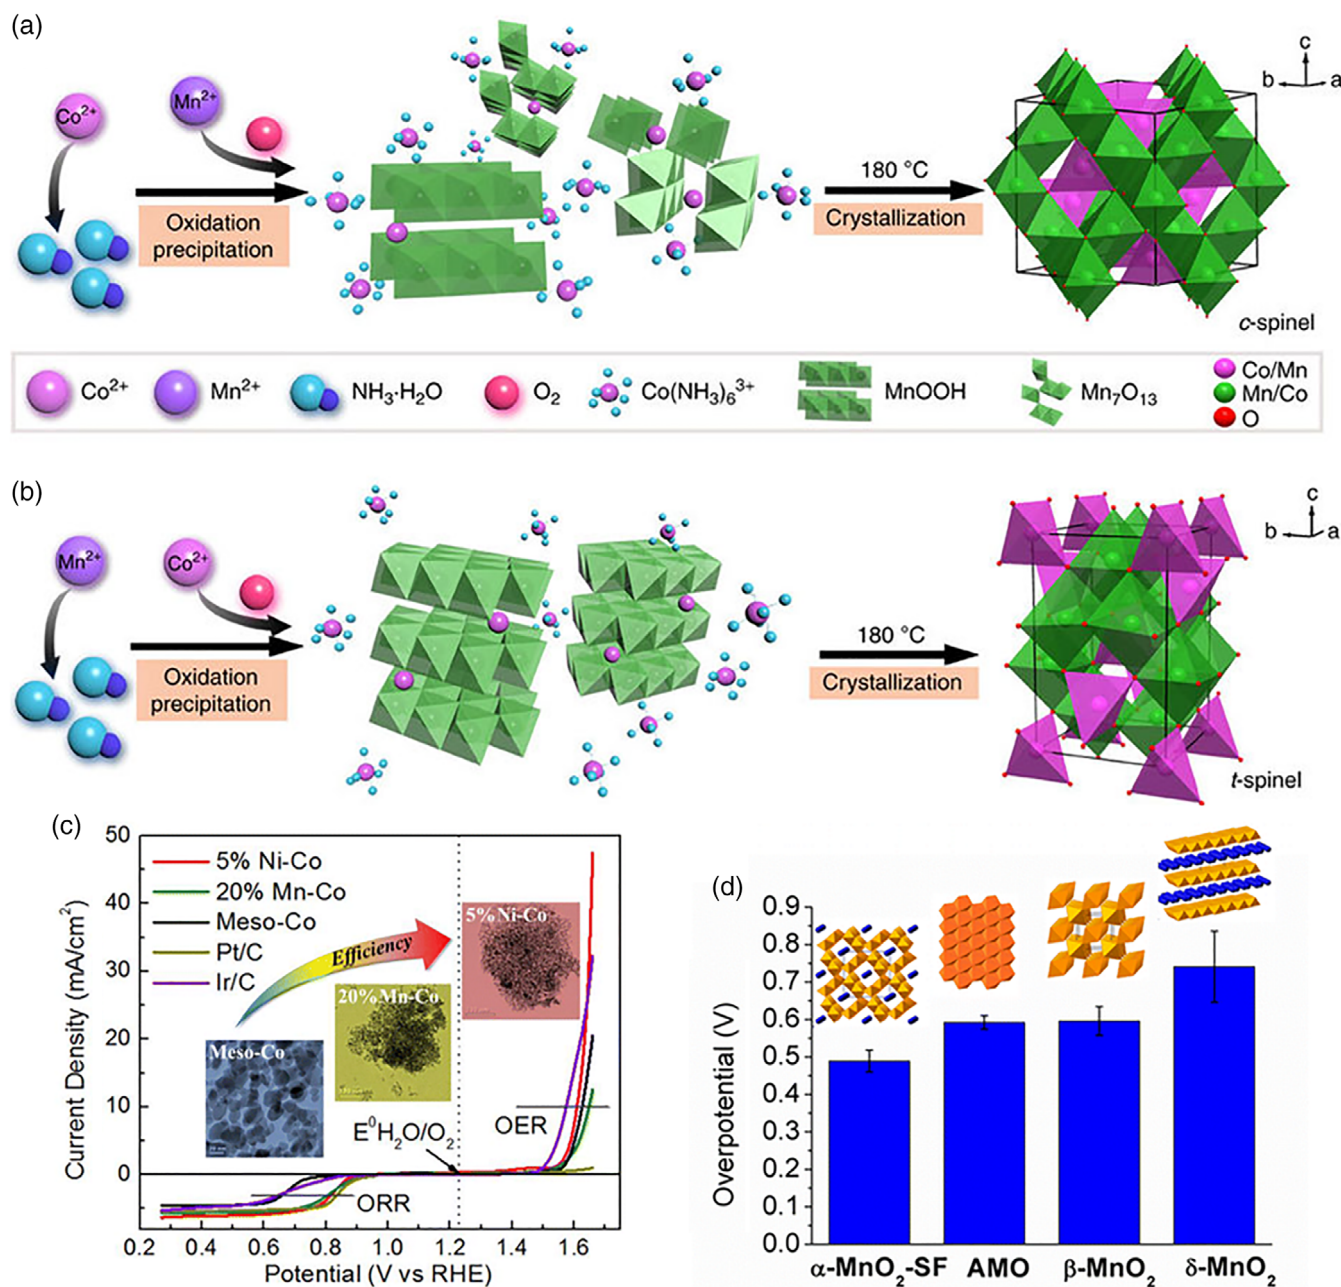 (a)
Co²⁺
Mn²⁺
O₂
Oxidation
precipitation
180 °C
Crystallization
c
b
a
c-spinel
Co²⁺
Mn²⁺
NH₃·H₂O
O₂
Co(NH₃)₆³⁺
MnOOH
Mn₇O₁₃
Co/Mn
Mn/Co
O
(b)
Mn²⁺
Co²⁺
O₂
Oxidation
precipitation
180 °C
Crystallization
c
b
a
t-spinel
(c)
Current Density (mA/cm²)
50
40
30
20
10
0
5% Ni-Co
20% Mn-Co
Meso-Co
Pt/C
Ir/C
Efficiency
5%Ni-Co
20%Mn-Co
Meso-Co
E⁰H₂O/O₂
OER
ORR
0.2 0.4 0.6 0.8 1.0 1.2 1.4 1.6
Potential (V vs RHE)
(d)
Overpotential (V)
0.9
0.8
0.7
0.6
0.5
0.4
0.3
0.2
0.1
0.0
α-MnO₂-SF AMO β-MnO₂ δ-MnO₂